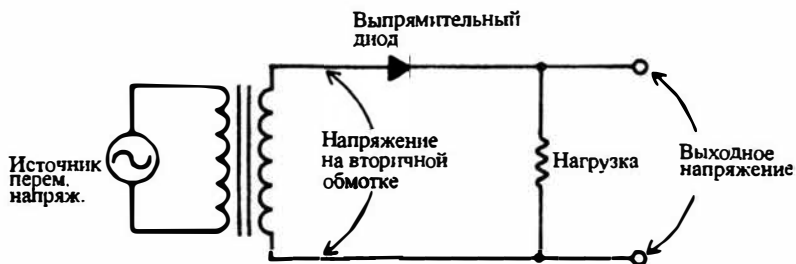 Выпрямительный
диод
Источник
перем.
напряж.
Напряжение
на вторичной
обмотке
Нагрузка
Выходное
напряжение